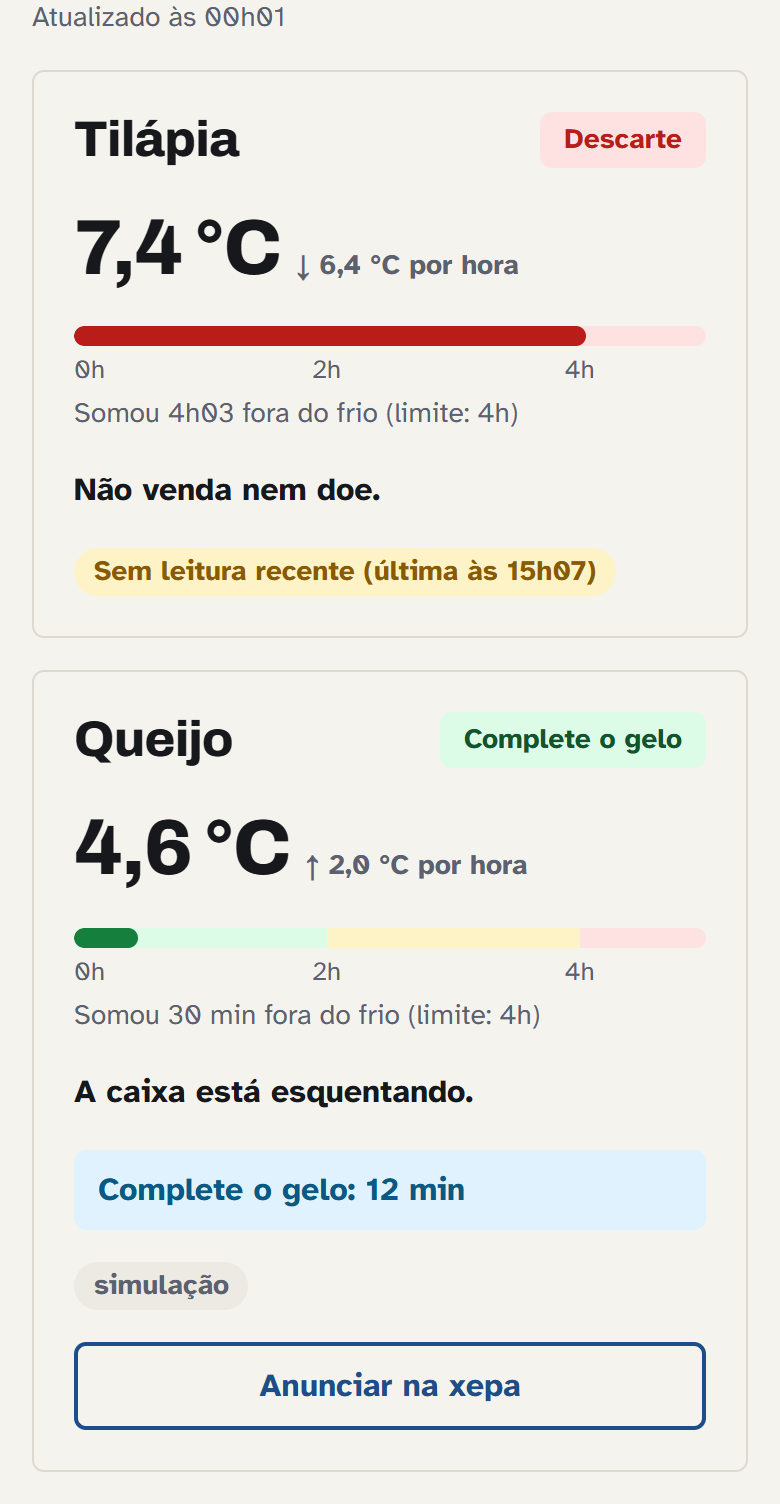 Atualizado às 00h01
Tilápia
Descarte
7,4 °C ↓ 6,4 °C por hora
0h 2h 4h
Somou 4h03 fora do frio (limite: 4h)
Não venda nem doe.
Sem leitura recente (última às 15h07)
Queijo
Complete o gelo
4,6 °C ↑ 2,0 °C por hora
0h 2h 4h
Somou 30 min fora do frio (limite: 4h)
A caixa está esquentando.
Complete o gelo: 12 min
simulação
Anunciar na xepa